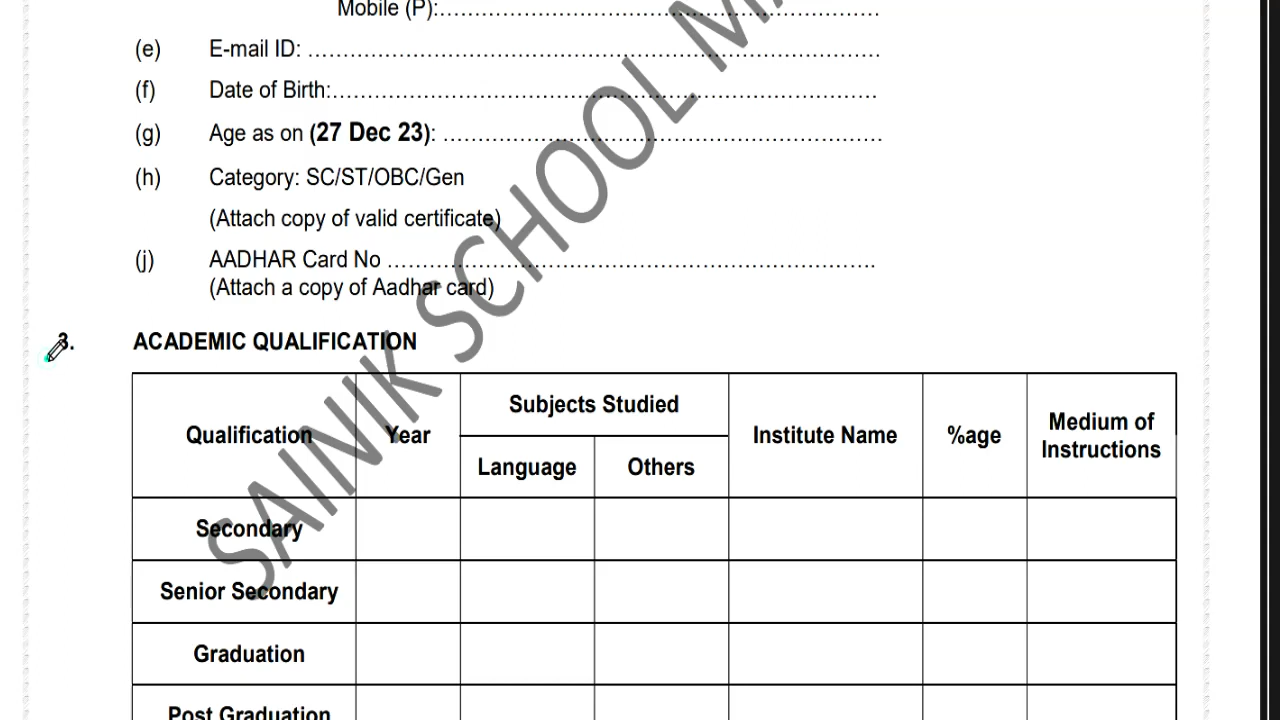 Mobile (P):...............................................................
(e) E-mail ID: ...............................................................
(f) Date of Birth:...............................................................
(g) Age as on (27 Dec 23): ...............................................................
(h) Category: SC/ST/OBC/Gen
(Attach copy of valid certificate)
(j) AADHAR Card No ...............................................................
(Attach a copy of Aadhar card)
3. ACADEMIC QUALIFICATION
Qualification Year Subjects Studied Institute Name %age Medium of Instructions
Language Others
Secondary
Senior Secondary
Graduation
Post Graduation
SAINIK SCHOOL